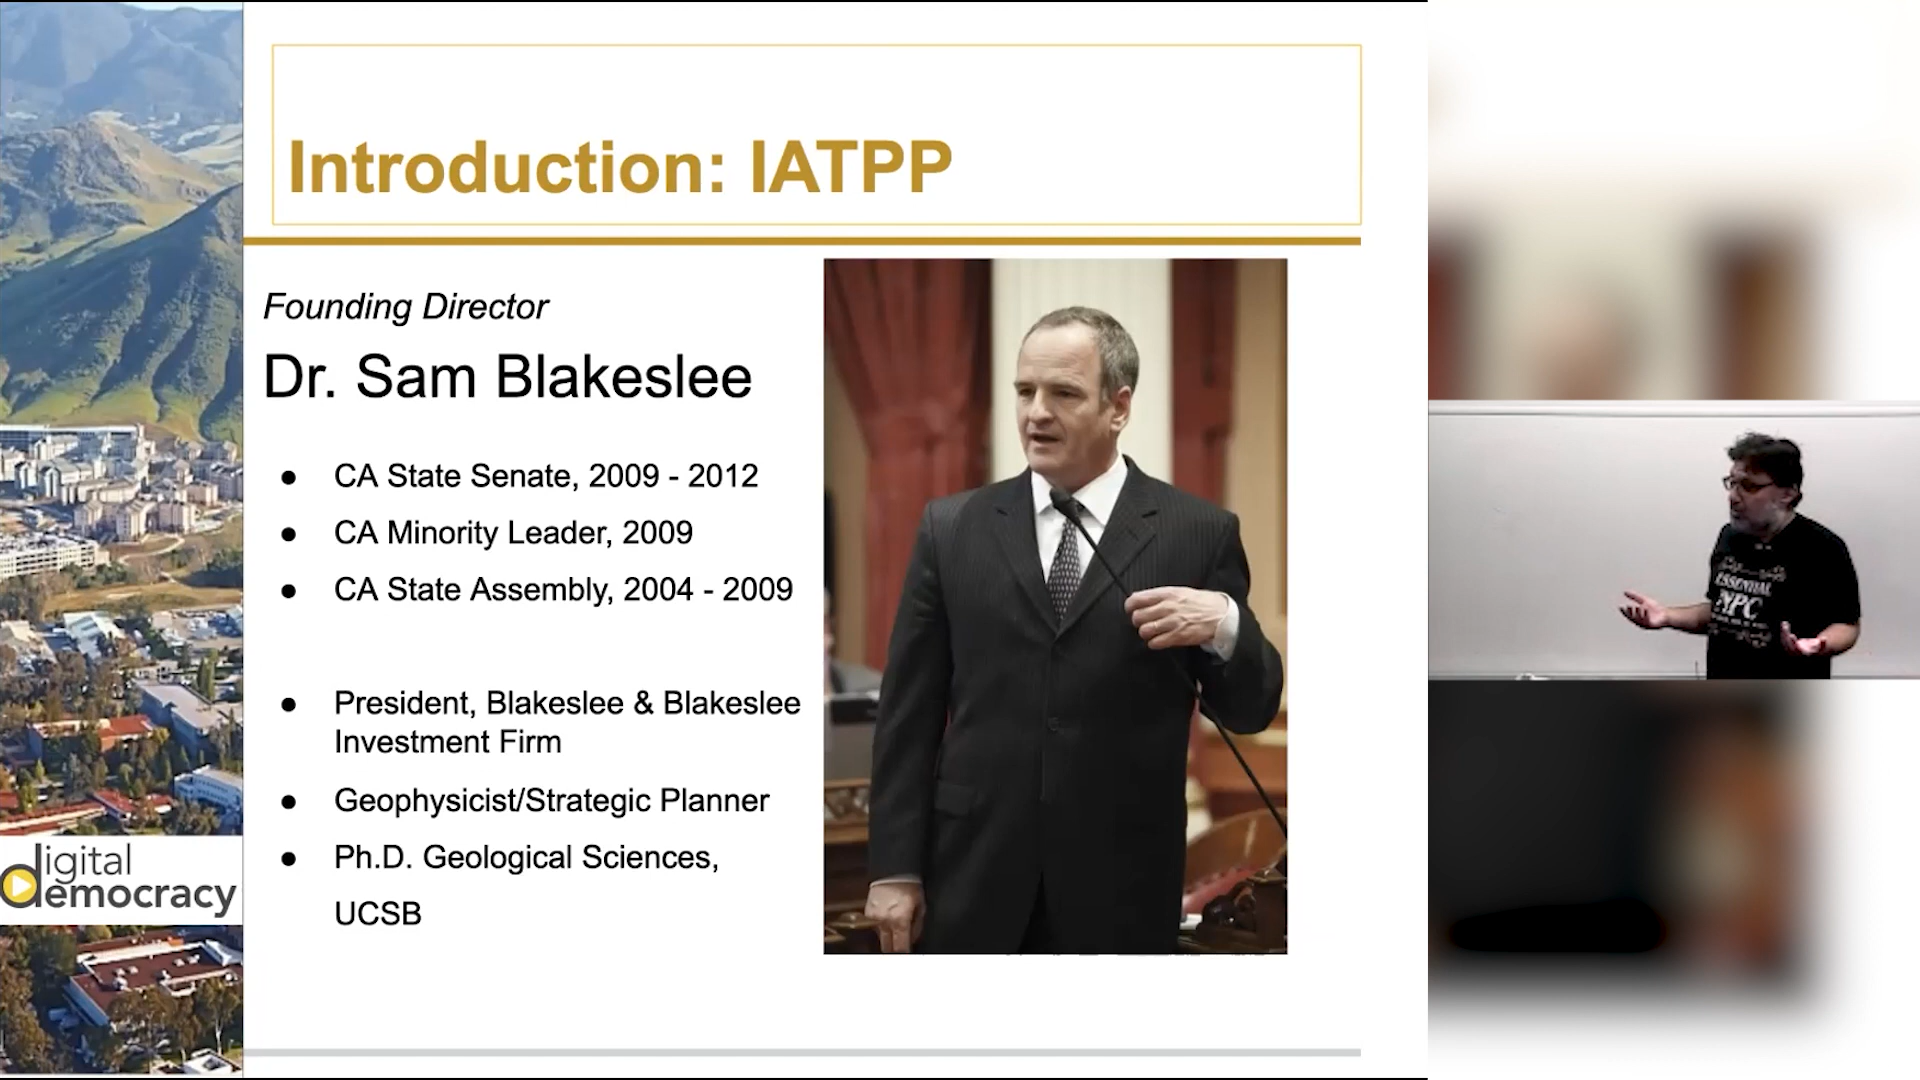 Introduction: IATPP
Founding Director
Dr. Sam Blakeslee
● CA State Senate, 2009 - 2012
● CA Minority Leader, 2009
● CA State Assembly, 2004 - 2009
● President, Blakeslee & Blakeslee
Investment Firm
● Geophysicist/Strategic Planner
● Ph.D. Geological Sciences,
UCSB
digital
democracy
ESSENTIAL
NPC